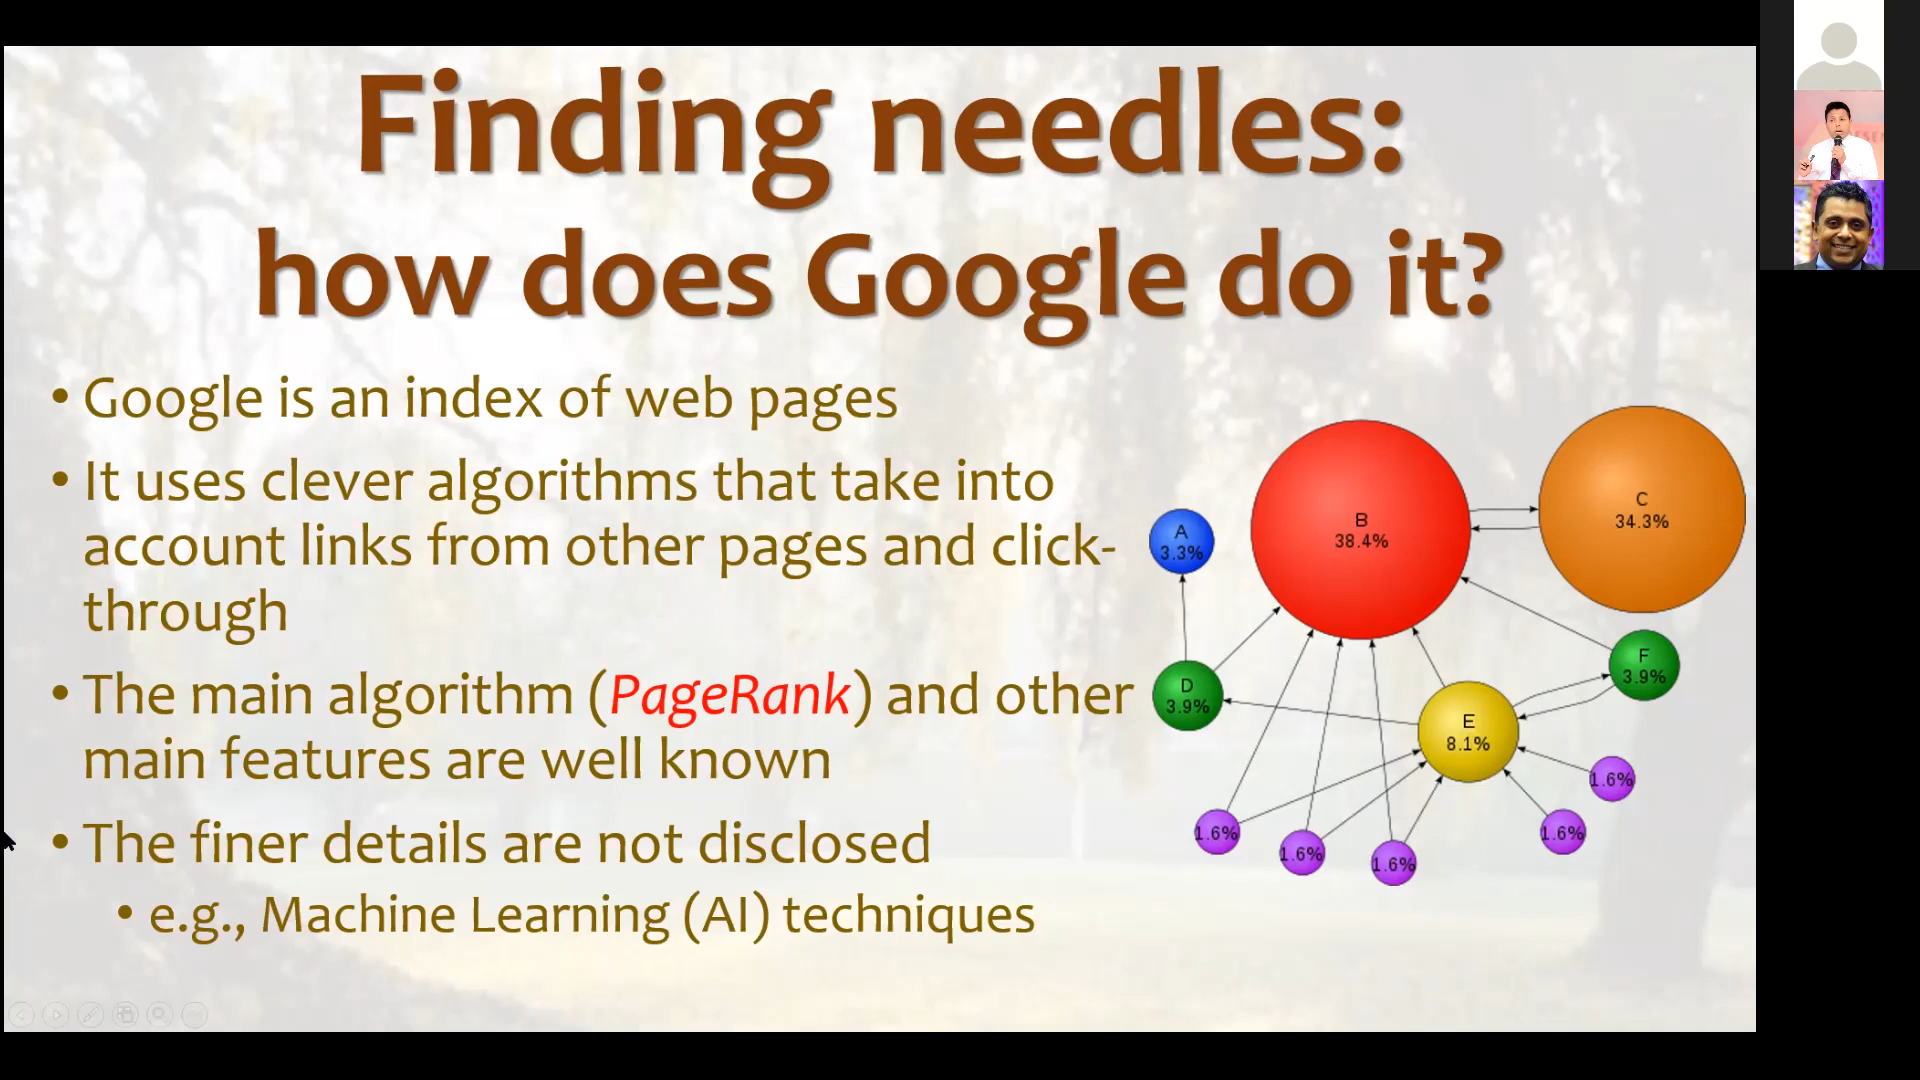 Finding needles:
how does Google do it?
• Google is an index of web pages
• It uses clever algorithms that take into
account links from other pages and click-
through
• The main algorithm (PageRank) and other
main features are well known
• The finer details are not disclosed
• e.g., Machine Learning (AI) techniques
A
3.3%
B
38.4%
C
34.3%
D
3.9%
E
8.1%
F
3.9%
1.6%
1.6%
1.6%
1.6%
1.6%